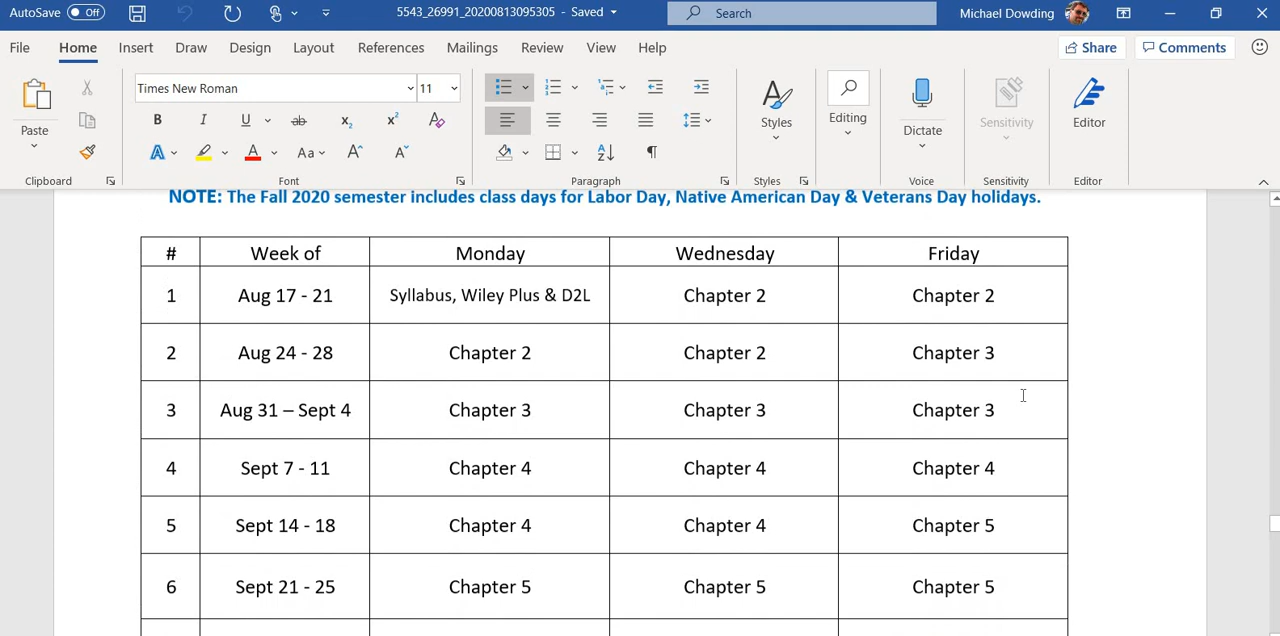 AutoSave Off 5543_26991_20200813095305 - Saved Search Michael Dowding
File Home Insert Draw Design Layout References Mailings Review View Help Share Comments
Times New Roman 11
Paste B I U ab x₂ x² A Styles Editing Dictate Sensitivity Editor
A A Aa A A A Z
Clipboard Font Paragraph Styles Voice Sensitivity Editor
NOTE: The Fall 2020 semester includes class days for Labor Day, Native American Day & Veterans Day holidays.
# Week of Monday Wednesday Friday
1 Aug 17 - 21 Syllabus, Wiley Plus & D2L Chapter 2 Chapter 2
2 Aug 24 - 28 Chapter 2 Chapter 2 Chapter 3
3 Aug 31 – Sept 4 Chapter 3 Chapter 3 Chapter 3
4 Sept 7 - 11 Chapter 4 Chapter 4 Chapter 4
5 Sept 14 - 18 Chapter 4 Chapter 4 Chapter 5
6 Sept 21 - 25 Chapter 5 Chapter 5 Chapter 5